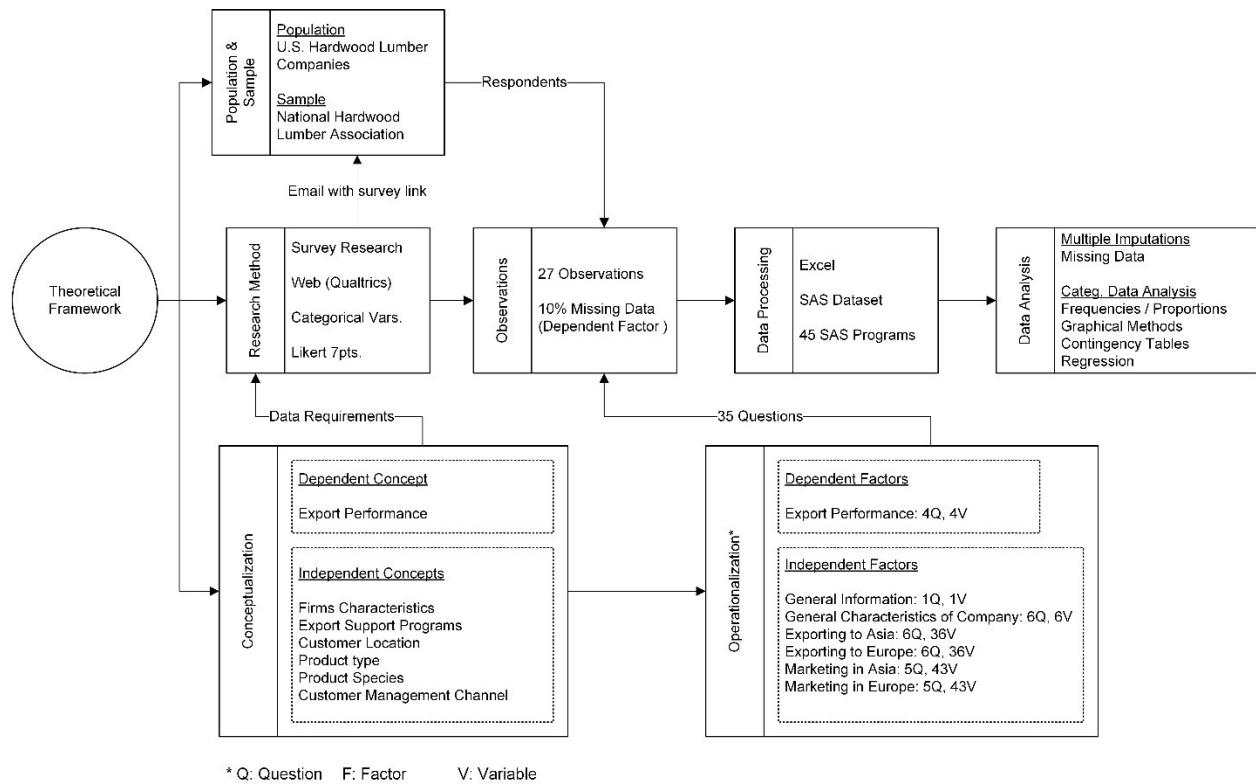 Population &
Sample
Population
U.S. Hardwood Lumber
Companies
Sample
National Hardwood
Lumber Association
Respondents
Email with survey link
Theoretical
Framework
Research Method
Survey Research
Web (Qualtrics)
Categorical Vars.
Likert 7pts.
Observations
27 Observations
10% Missing Data
(Dependent Factor )
Data Processing
Excel
SAS Dataset
45 SAS Programs
Data Analysis
Multiple Imputations
Missing Data
Categ. Data Analysis
Frequencies / Proportions
Graphical Methods
Contingency Tables
Regression
Data Requirements
35 Questions
Conceptualization
Dependent Concept
Export Performance
Independent Concepts
Firms Characteristics
Export Support Programs
Customer Location
Product type
Product Species
Customer Management Channel
Operationalization*
Dependent Factors
Export Performance: 4Q, 4V
Independent Factors
General Information: 1Q, 1V
General Characteristics of Company: 6Q, 6V
Exporting to Asia: 6Q, 36V
Exporting to Europe: 6Q, 36V
Marketing in Asia: 5Q, 43V
Marketing in Europe: 5Q, 43V
* Q: Question F: Factor V: Variable